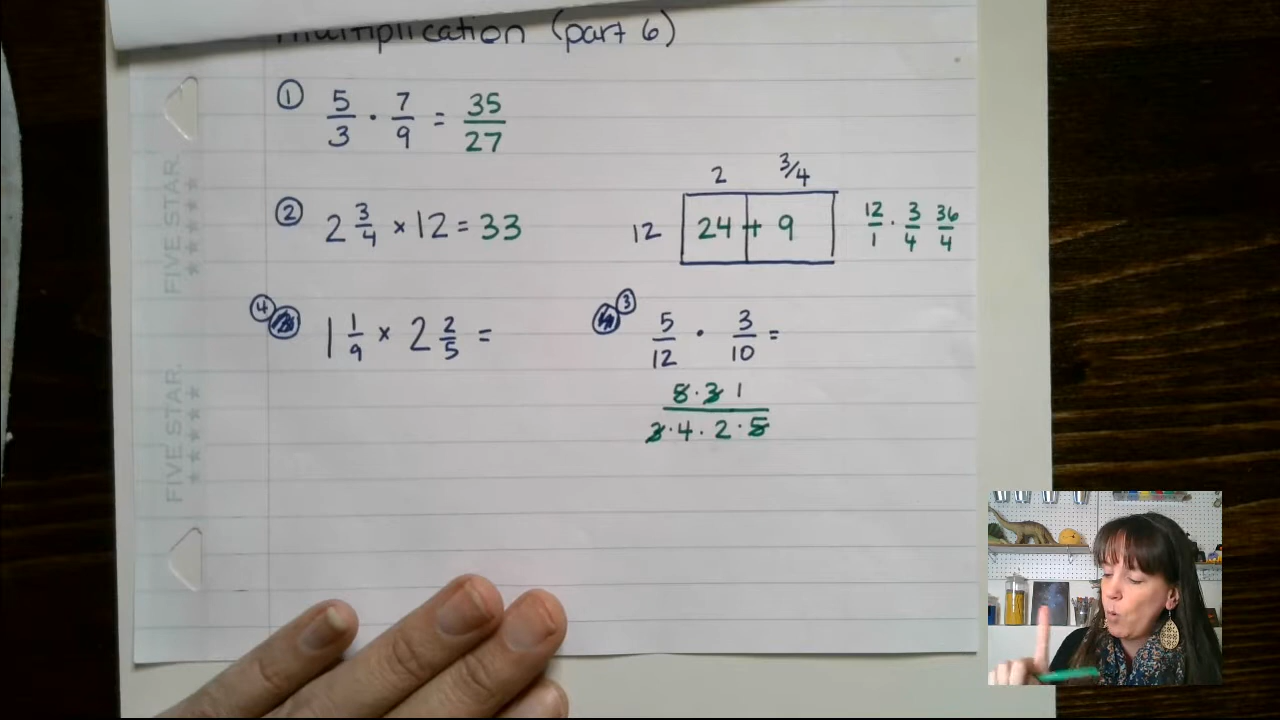 Multiplication (part 6)
① 5/3 · 7/9 = 35/27
② 2 3/4 × 12 = 33
2 3/4
12 24 + 9
12/1 · 3/4 36/4
④ 1 1/9 × 2 2/5 =
③ 5/12 · 3/10 =
5 · 3 1
3 · 4 · 2 · 5
FIVE STAR
FIVE STAR